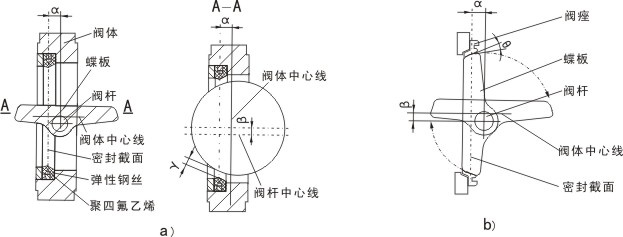 α
阀体
蝶板
阀杆
A
A
阀体中心线
密封截面
弹性钢丝
聚四氟乙烯
A-A
α
阀体中心线
β
γ
阀杆中心线
a)
α
阀痤
θ
蝶板
阀杆
β
阀体中心线
密封截面
b)